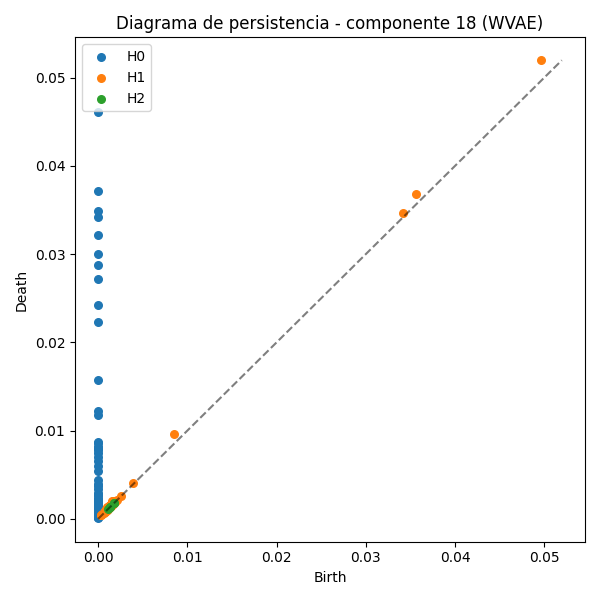 Diagrama de persistencia - componente 18 (WVAE)
H0
H1
H2
0.05
0.04
0.03
0.02
0.01
0.00
Death
0.00 0.01 0.02 0.03 0.04 0.05
Birth